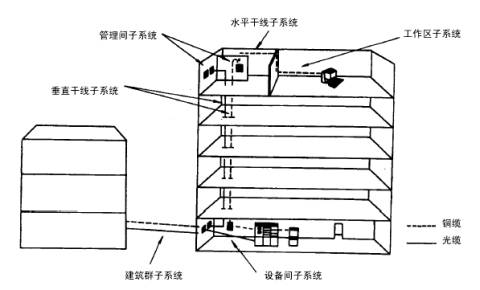 水平干线子系统
管理间子系统
工作区子系统
垂直干线子系统
铜缆
光缆
建筑群子系统
设备间子系统